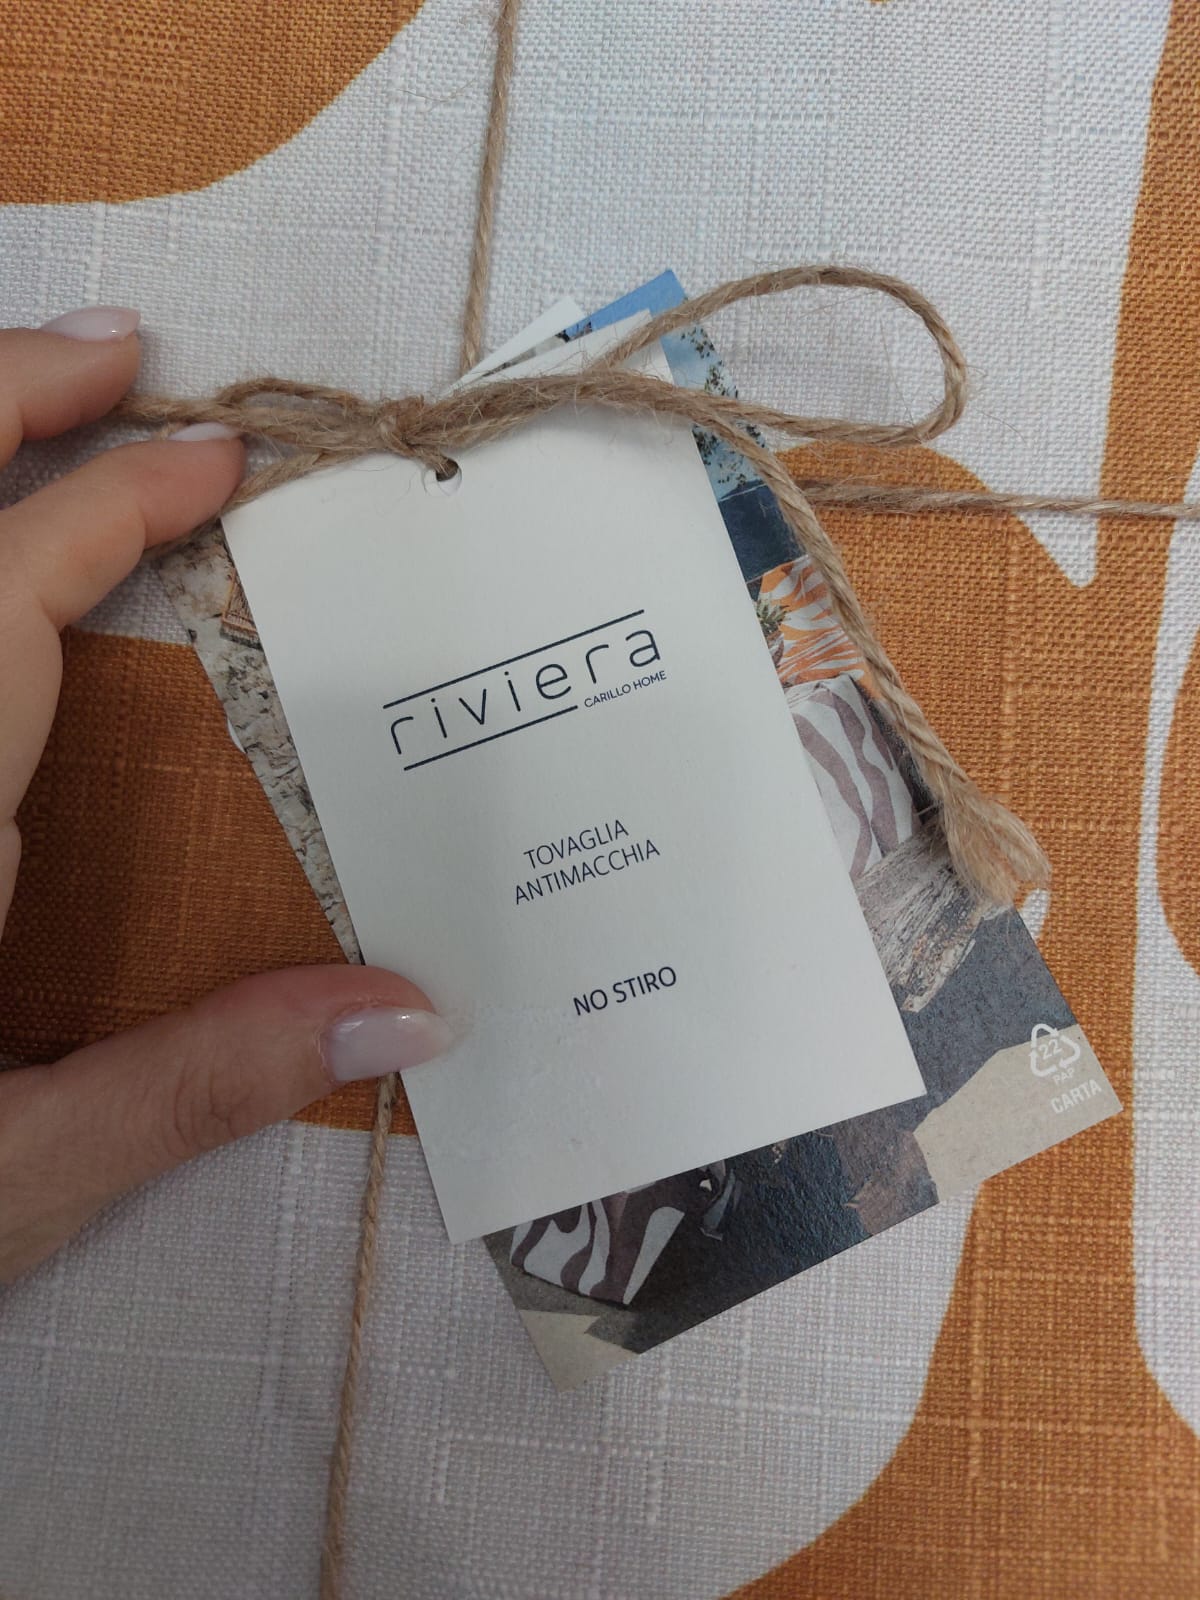 riviera
CARILLO HOME
TOVAGLIA
ANTIMACCHIA
NO STIRO
22
PAP
CARTA